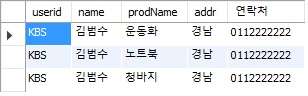 userid name prodName addr 연락처
KBS 김범수 운동화 경남 0112222222
KBS 김범수 노트북 경남 0112222222
KBS 김범수 청바지 경남 0112222222